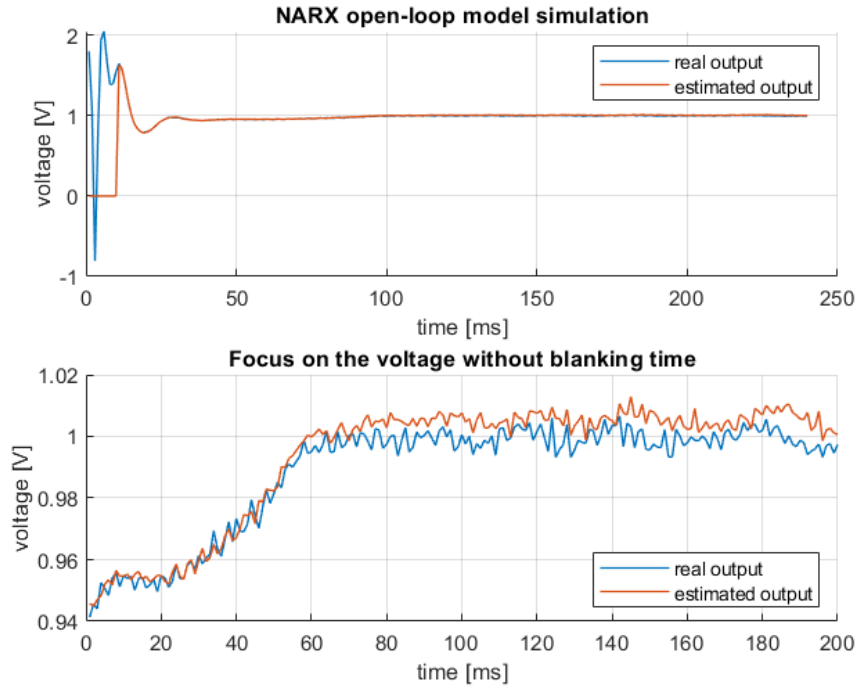 NARX open-loop model simulation
2
1
0
-1
voltage [V]
real output
estimated output
0 50 100 150 200 250
time [ms]
Focus on the voltage without blanking time
1.02
1
0.98
0.96
0.94
voltage [V]
real output
estimated output
0 20 40 60 80 100 120 140 160 180 200
time [ms]